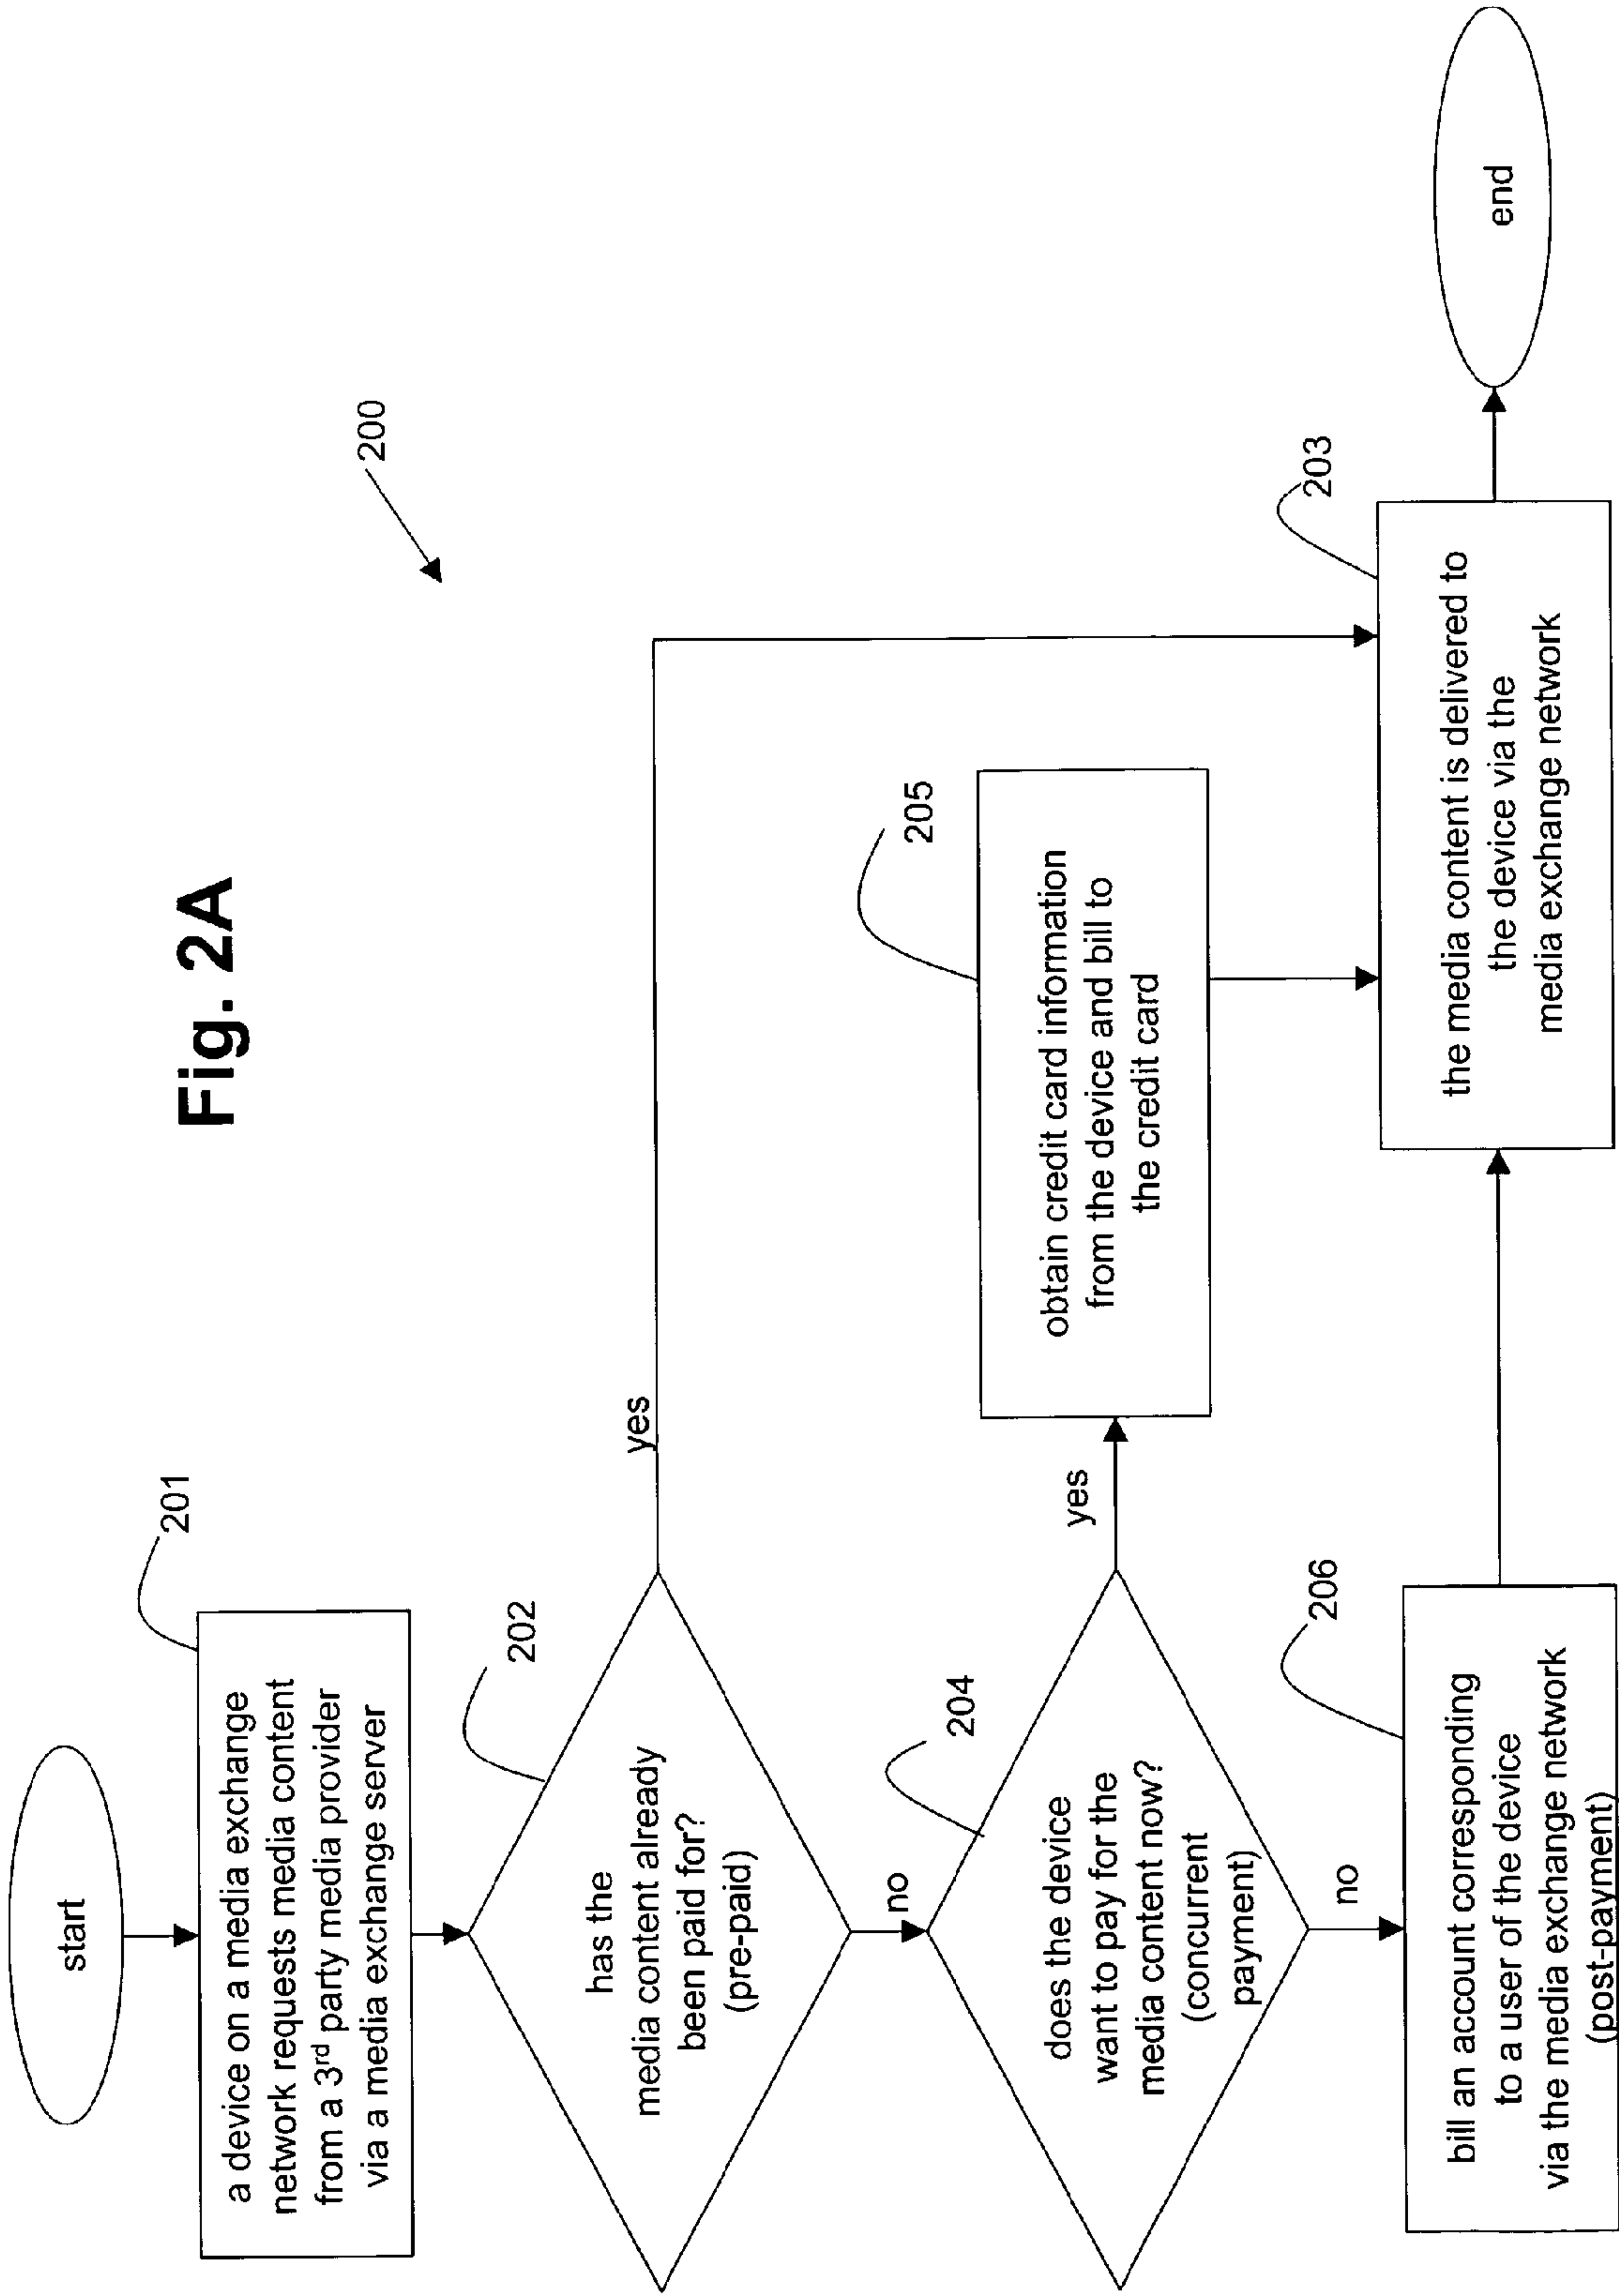 Fig. 2A
200
start
201
a device on a media exchange
network requests media content
from a 3rd party media provider
via a media exchange server
202
has the
media content already
been paid for?
(pre-paid)
yes
no
204
does the device
want to pay for the
media content now?
(concurrent
payment)
yes
no
205
obtain credit card information
from the device and bill to
the credit card
206
bill an account corresponding
to a user of the device
via the media exchange network
(post-payment)
203
the media content is delivered to
the device via the
media exchange network
end